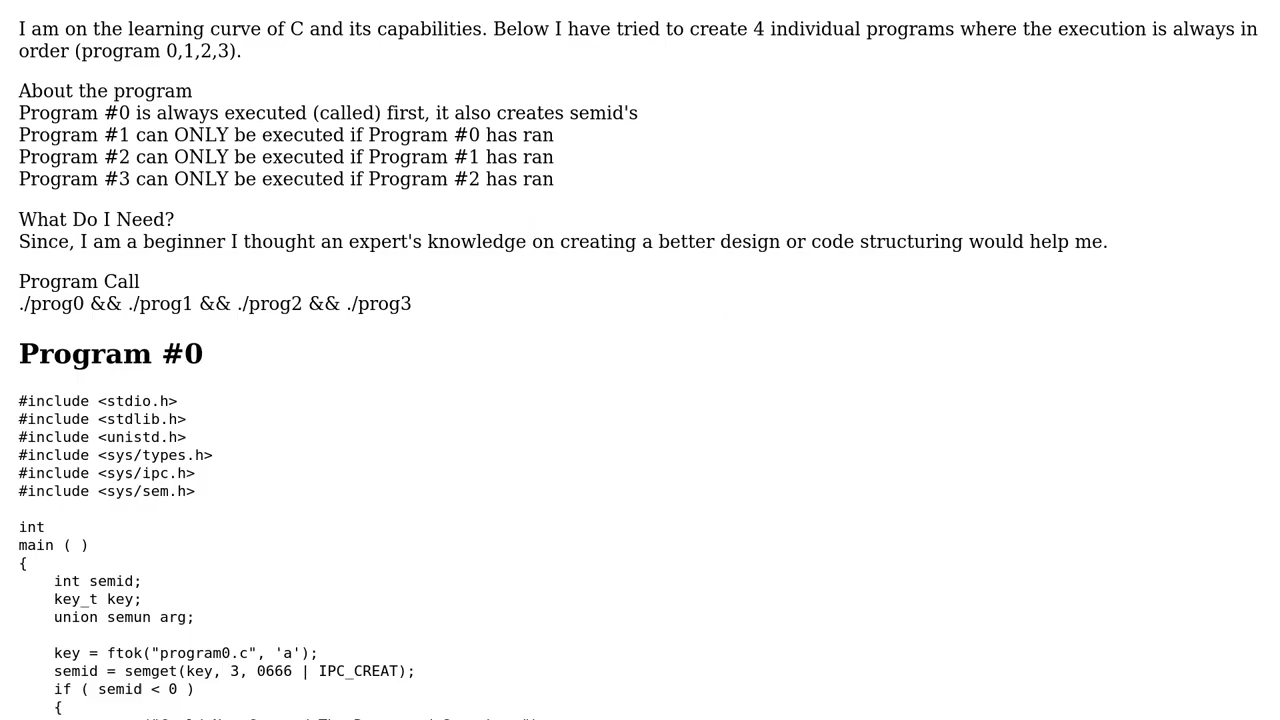 I am on the learning curve of C and its capabilities. Below I have tried to create 4 individual programs where the execution is always in
order (program 0,1,2,3).
About the program
Program #0 is always executed (called) first, it also creates semid's
Program #1 can ONLY be executed if Program #0 has ran
Program #2 can ONLY be executed if Program #1 has ran
Program #3 can ONLY be executed if Program #2 has ran
What Do I Need?
Since, I am a beginner I thought an expert's knowledge on creating a better design or code structuring would help me.
Program Call
./prog0 && ./prog1 && ./prog2 && ./prog3
Program #0
#include <stdio.h>
#include <stdlib.h>
#include <unistd.h>
#include <sys/types.h>
#include <sys/ipc.h>
#include <sys/sem.h>
int
main ( )
{
    int semid;
    key_t key;
    union semun arg;
    key = ftok("program0.c", 'a');
    semid = semget(key, 3, 0666 | IPC_CREAT);
    if ( semid < 0 )
    {